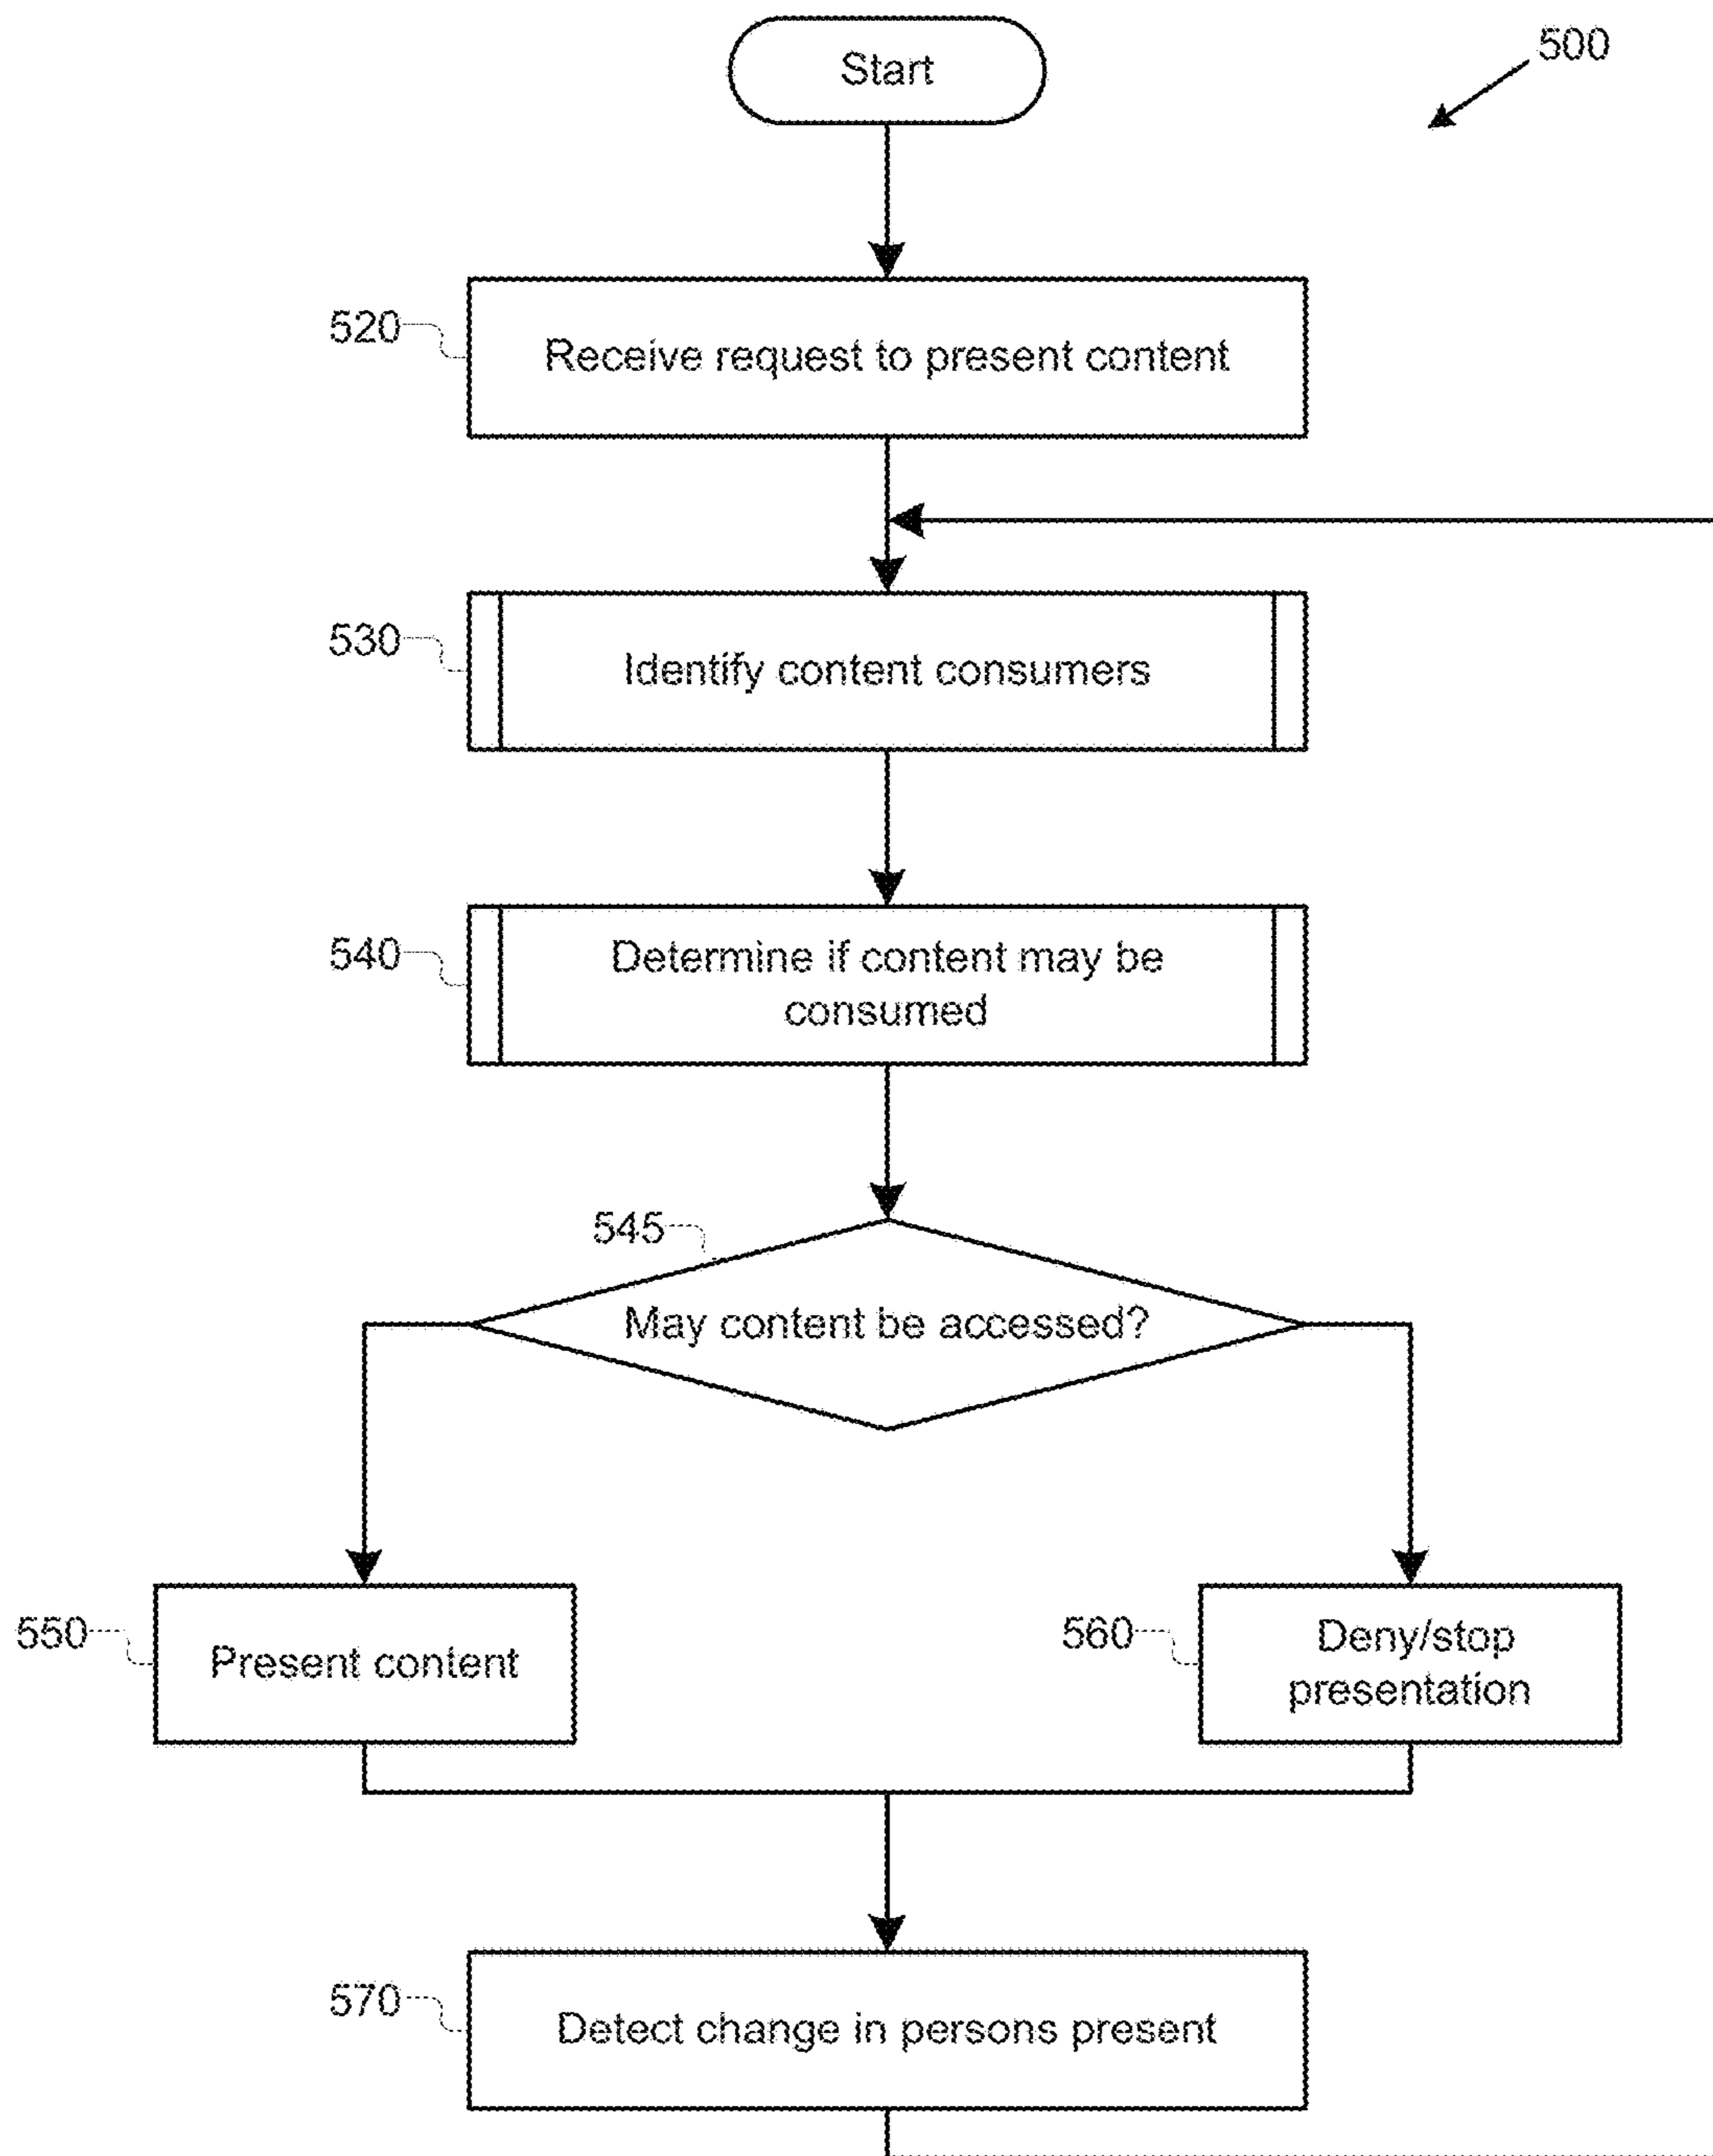 Start
500
520
Receive request to present content
530
Identify content consumers
540
Determine if content may be
consumed
545
May content be accessed?
550
Present content
560
Deny/stop
presentation
570
Detect change in persons present